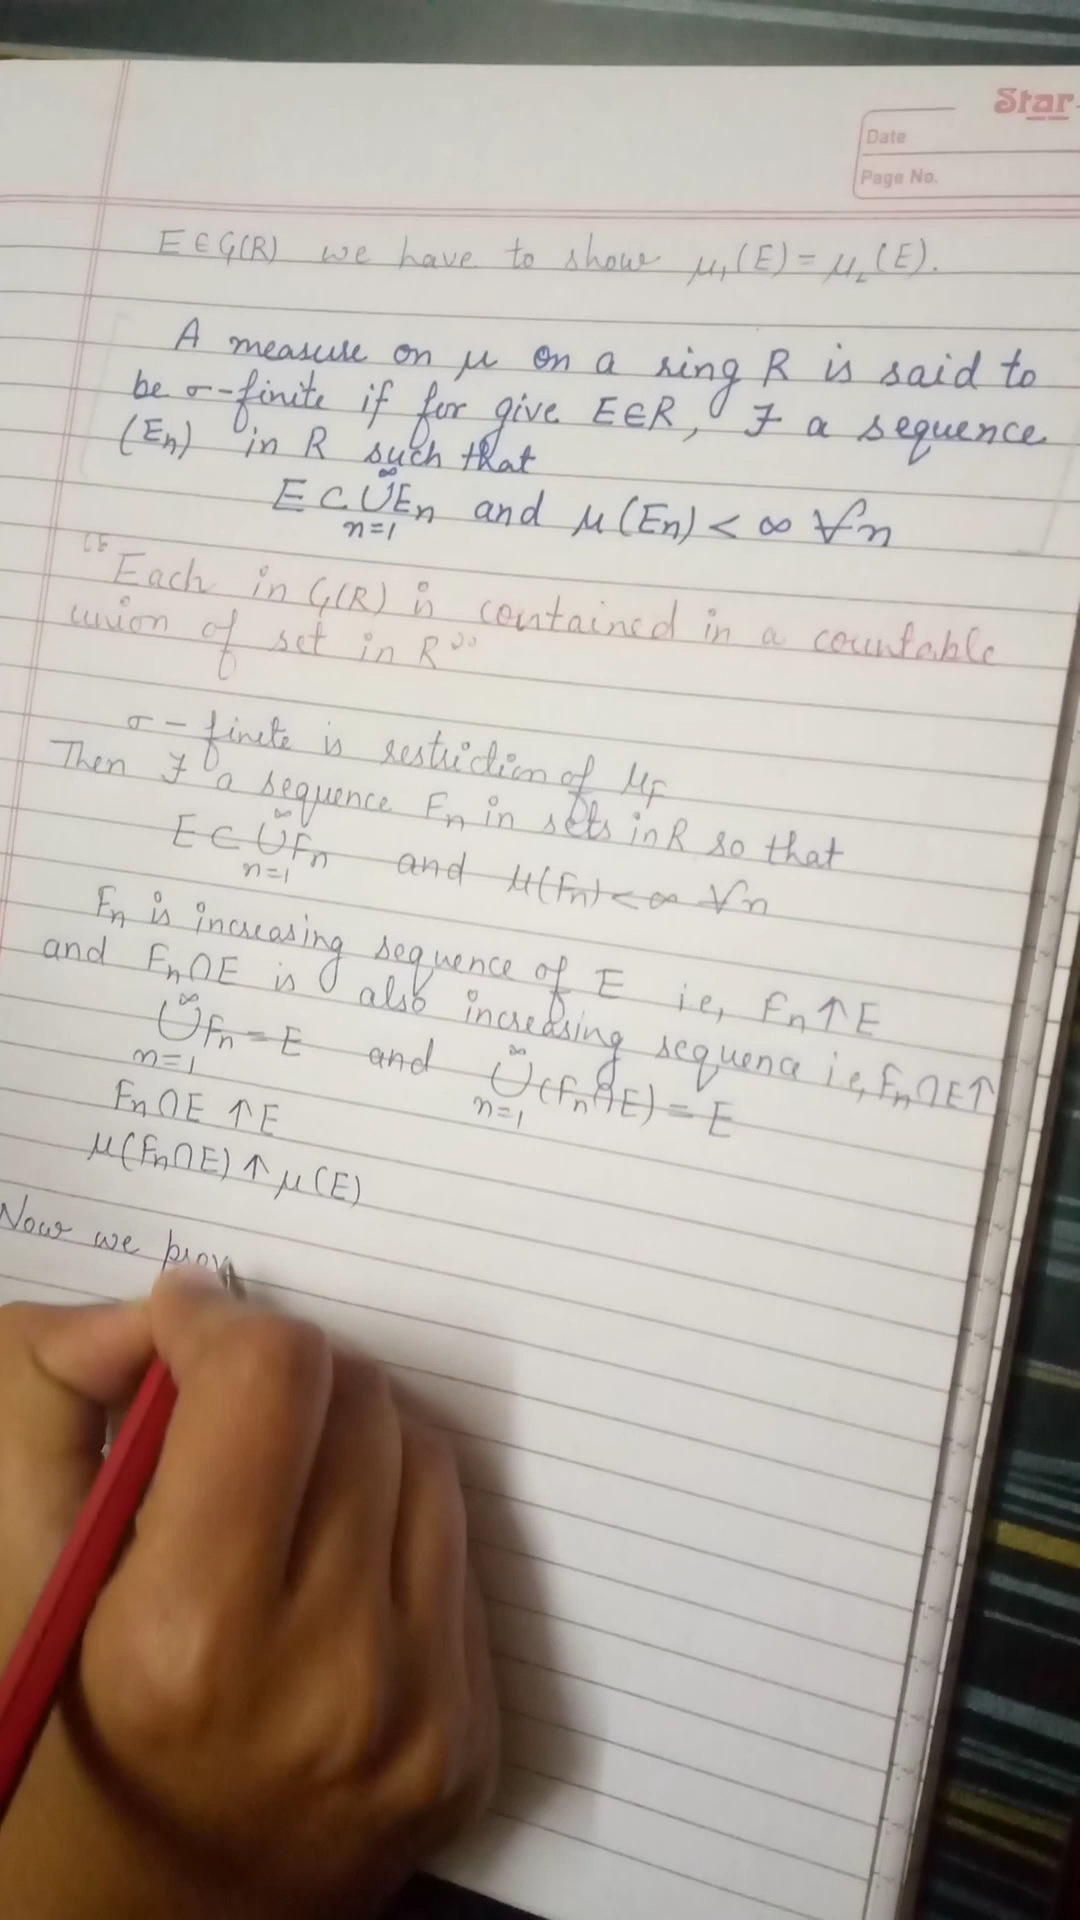 Star
Date
Page No.
E ∈ G(R) we have to show μ₁(E) = μ₂(E).
A measure on μ on a ring R is said to
be σ-finite if for give E∈R, ∃ a sequence
(En) in R such that
E ⊂ ∞∪n=1 En and μ(En) < ∞ ∀n
"Each in G(R) is contained in a countable
union of set in R"
σ-finite is restriction of μF
Then ∃ a sequence Fn in sets in R so that
E ⊂ ∞∪n=1 Fn and μ(Fn) < ∞ ∀n
Fn is increasing sequence of E i.e, Fn↑E
and Fn∩E is also increasing sequence i.e, Fn∩E↑
∞∪n=1 Fn = E and ∞∪n=1 (Fn∩E) = E
Fn∩E ↑E
μ(Fn∩E)↑μ(E)
Now we prov